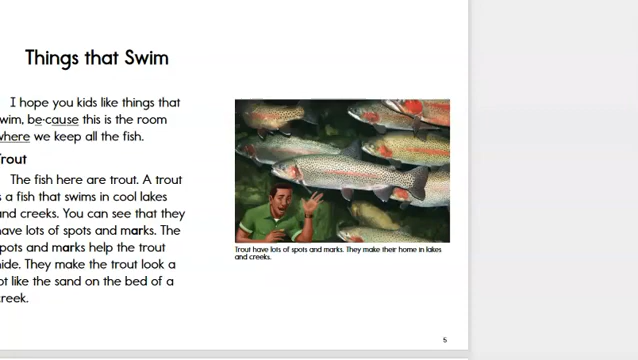 Things that Swim
I hope you kids like things that
wim, be·cause this is the room
where we keep all the fish.
Trout
The fish here are trout. A trout
s a fish that swims in cool lakes
nd creeks. You can see that they
ave lots of spots and marks. The
pots and marks help the trout
ide. They make the trout look a
ot like the sand on the bed of a
reek.
Trout have lots of spots and marks. They make their home in lakes
and creeks.
5